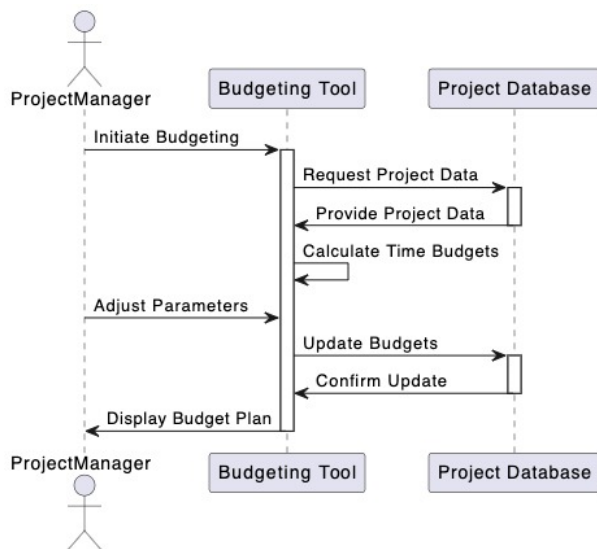 ProjectManager
Budgeting Tool
Project Database
Initiate Budgeting
Request Project Data
Provide Project Data
Calculate Time Budgets
Adjust Parameters
Update Budgets
Confirm Update
Display Budget Plan
ProjectManager
Budgeting Tool
Project Database